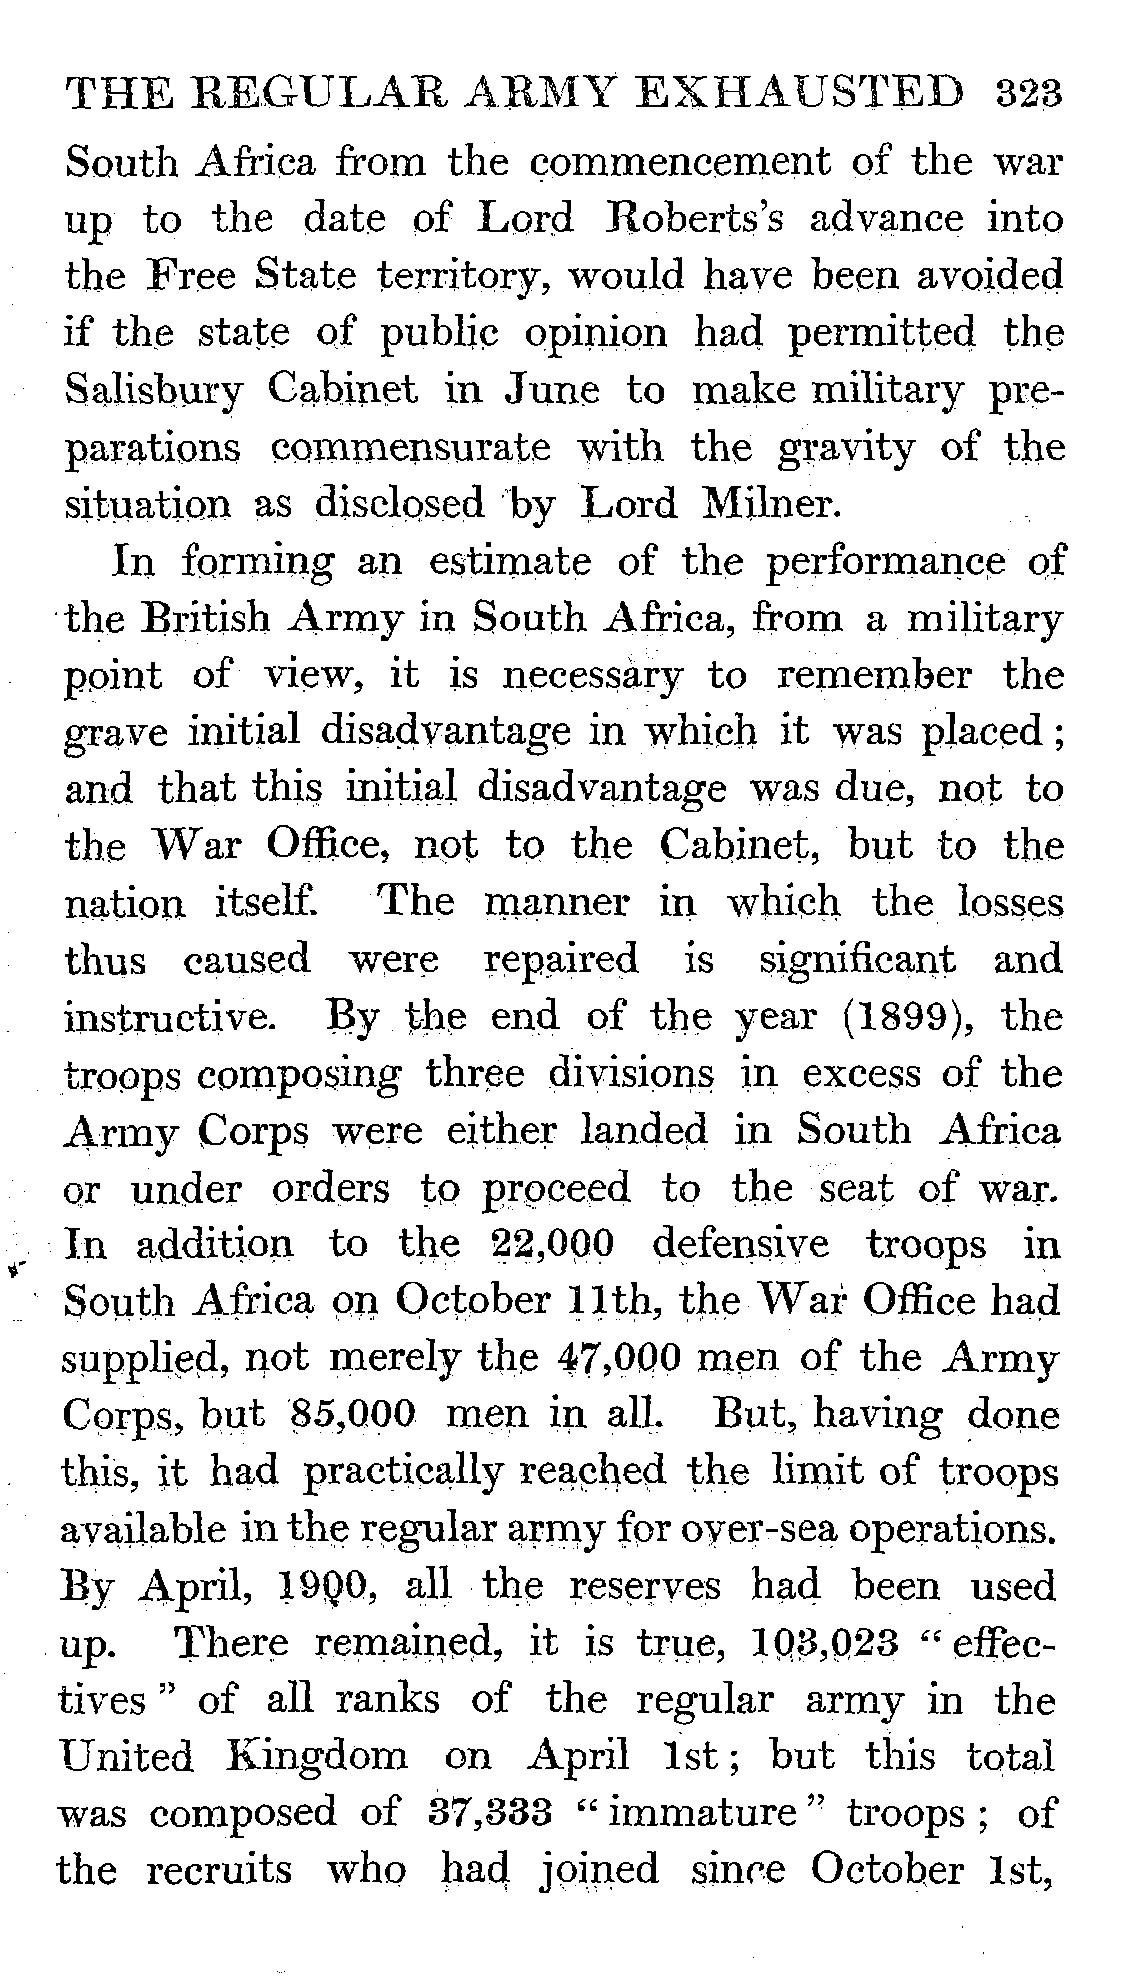 THE REGULAR ARMY EXHAUSTED 323
South Africa from the commencement of the war
up to the date of Lord Roberts's advance into
the Free State territory, would have been avoided
if the state of public opinion had permitted the
Salisbury Cabinet in June to make military pre-
parations commensurate with the gravity of the
situation as disclosed by Lord Milner.
In forming an estimate of the performance of
the British Army in South Africa, from a military
point of view, it is necessary to remember the
grave initial disadvantage in which it was placed ;
and that this initial disadvantage was due, not to
the War Office, not to the Cabinet, but to the
nation itself. The manner in which the losses
thus caused were repaired is significant and
instructive. By the end of the year (1899), the
troops composing three divisions in excess of the
Army Corps were either landed in South Africa
or under orders to proceed to the seat of war.
In addition to the 22,000 defensive troops in
South Africa on October 11th, the War Office had
supplied, not merely the 47,000 men of the Army
Corps, but 85,000 men in all. But, having done
this, it had practically reached the limit of troops
available in the regular army for over-sea operations.
By April, 1900, all the reserves had been used
up. There remained, it is true, 103,023 “ effec-
tives ” of all ranks of the regular army in the
United Kingdom on April 1st ; but this total
was composed of 37,333 “ immature ” troops ; of
the recruits who had joined since October 1st,